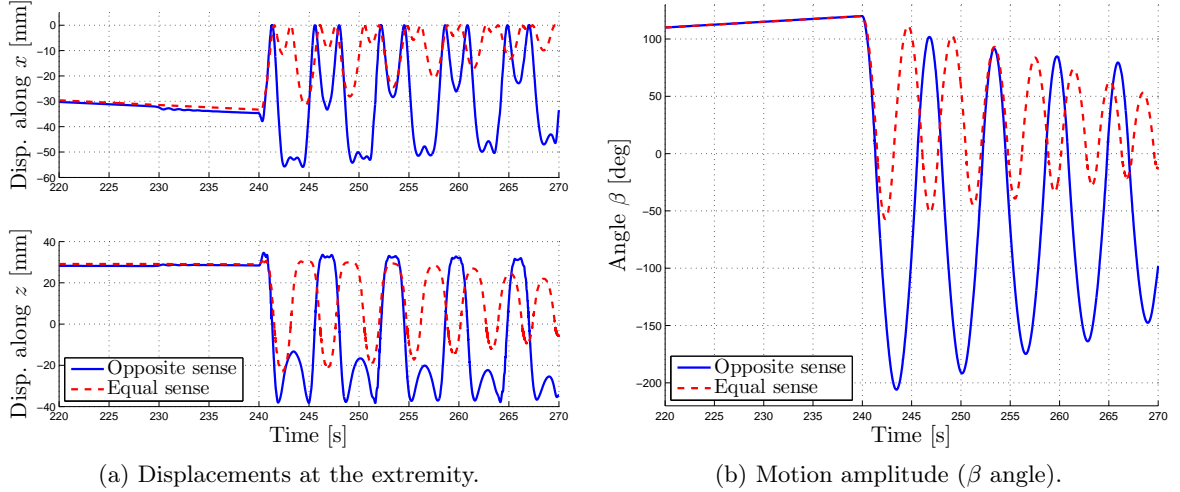 Disp. along x [mm]
0
−10
−20
−30
−40
−50
−60
220 225 230 235 240 245 250 255 260 265 270
Disp. along z [mm]
40
20
0
−20
−40
Opposite sense
Equal sense
220 225 230 235 240 245 250 255 260 265 270
Time [s]
(a) Displacements at the extremity.
Angle β [deg]
100
50
0
−50
−100
−150
−200
Opposite sense
Equal sense
220 225 230 235 240 245 250 255 260 265 270
Time [s]
(b) Motion amplitude (β angle).